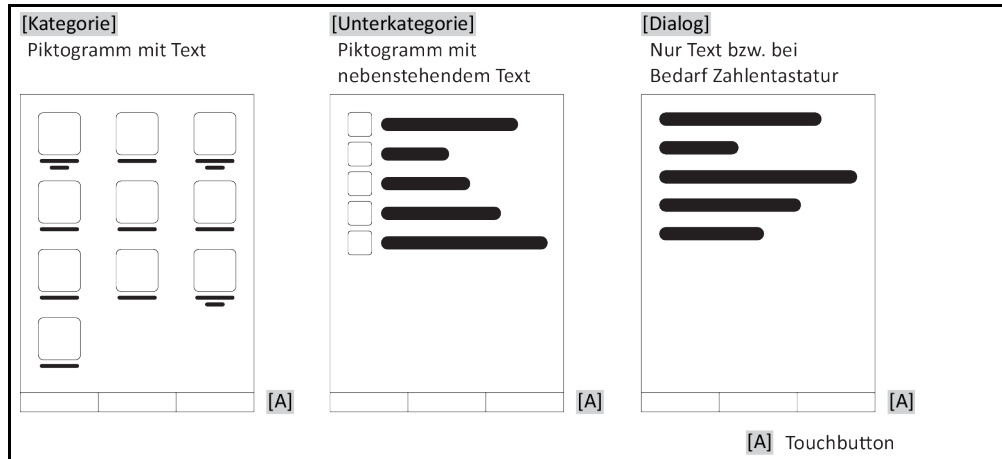 [Kategorie]
Piktogramm mit Text
[Unterkategorie]
Piktogramm mit
nebenstehendem Text
[Dialog]
Nur Text bzw. bei
Bedarf Zahlentastatur
[A]
[A]
[A]
[A] Touchbutton